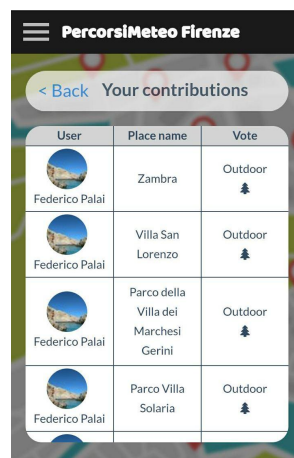 PercorsiMeteo Firenze
< Back Your contributions
User Place name Vote
Federico Palai
Zambra
Outdoor
Federico Palai
Villa San
Lorenzo
Outdoor
Federico Palai
Parco della
Villa dei
Marchesi
Gerini
Outdoor
Federico Palai
Parco Villa
Solaria
Outdoor